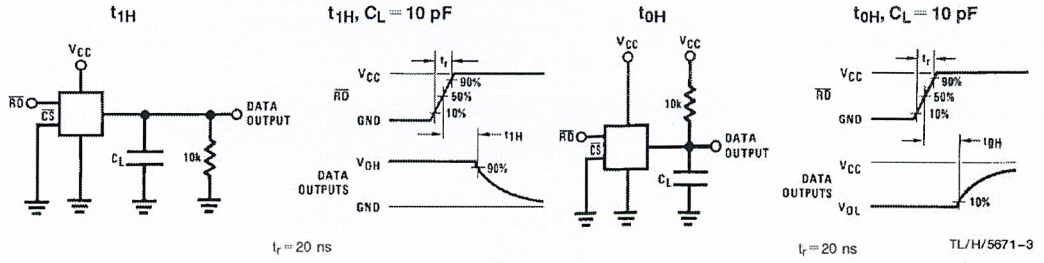 t1H
t1H, CL = 10 pF
t0H
t0H, CL = 10 pF
VCC
RD
CS
DATA
OUTPUT
CL
10k
tr
VCC
90%
RD
50%
10%
GND
t1H
VOH
90%
DATA
OUTPUTS
GND
tr = 20 ns
VCC
VCC
10k
RD
CS
DATA
OUTPUT
CL
tr
VCC
90%
RD
50%
10%
GND
t0H
VCC
DATA
OUTPUTS
10%
VOL
tr = 20 ns
TL/H/5671-3